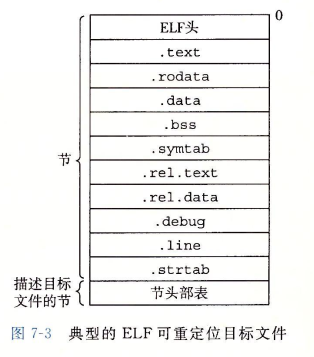 0
ELF头
.text
.rodata
.data
.bss
节
.symtab
.rel.text
.rel.data
.debug
.line
.strtab
描述目标
文件的节
节头部表
图 7-3 典型的 ELF 可重定位目标文件